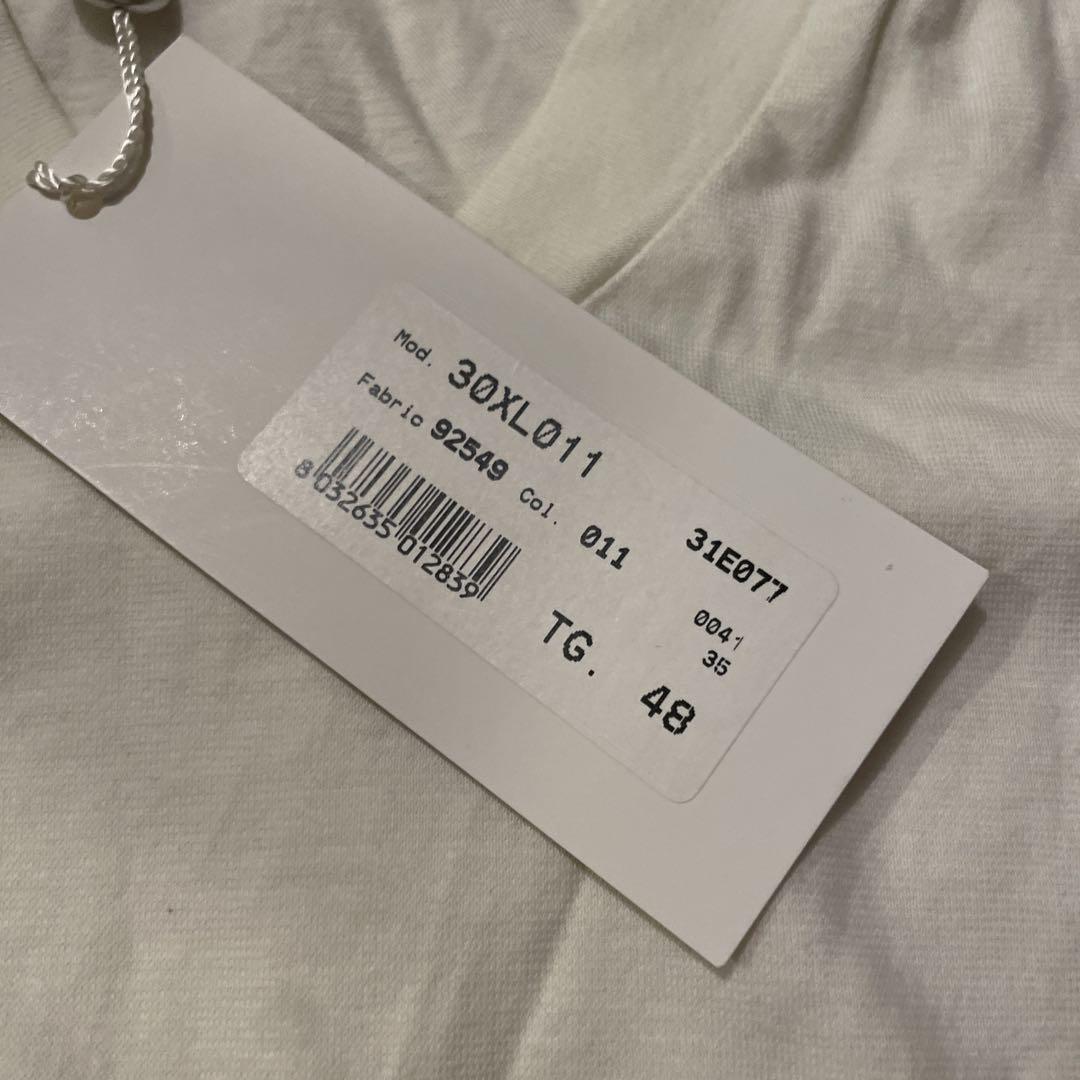 Mod. 30XL011
Fabric 92549 Col. 011 31E077
8 032635 012839
0041
35
TG. 48